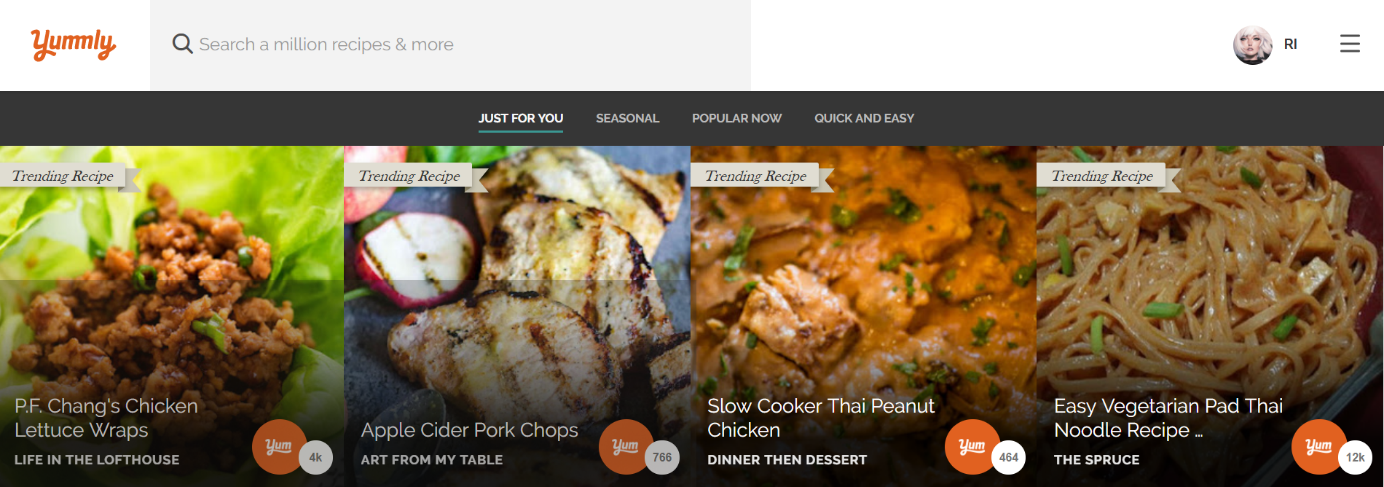 Yummly
Search a million recipes & more
RI
JUST FOR YOU
SEASONAL
POPULAR NOW
QUICK AND EASY
Trending Recipe
P.F. Chang's Chicken
Lettuce Wraps
LIFE IN THE LOFTHOUSE
Yum
4k
Trending Recipe
Apple Cider Pork Chops
ART FROM MY TABLE
Yum
766
Trending Recipe
Slow Cooker Thai Peanut
Chicken
DINNER THEN DESSERT
Yum
464
Trending Recipe
Easy Vegetarian Pad Thai
Noodle Recipe ...
THE SPRUCE
Yum
12k